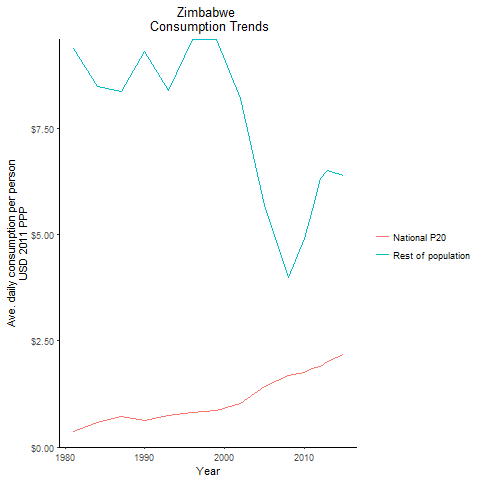 Zimbabwe
Consumption Trends
Ave. daily consumption per person
USD 2011 PPP
$7.50
$5.00
$2.50
$0.00
1980
1990
2000
2010
Year
National P20
Rest of population